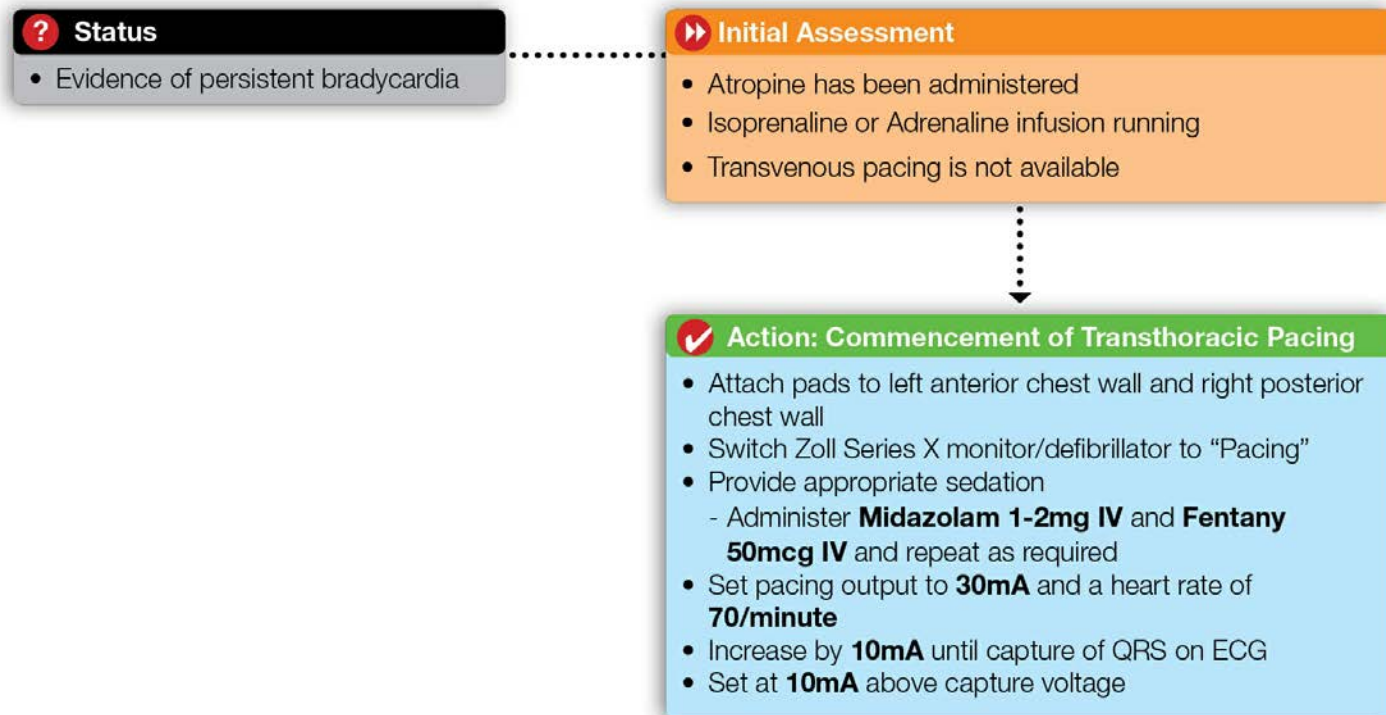 ? Status
• Evidence of persistent bradycardia
Initial Assessment
• Atropine has been administered
• Isoprenaline or Adrenaline infusion running
• Transvenous pacing is not available
Action: Commencement of Transthoracic Pacing
• Attach pads to left anterior chest wall and right posterior
chest wall
• Switch Zoll Series X monitor/defibrillator to “Pacing”
• Provide appropriate sedation
- Administer Midazolam 1-2mg IV and Fentany
50mcg IV and repeat as required
• Set pacing output to 30mA and a heart rate of
70/minute
• Increase by 10mA until capture of QRS on ECG
• Set at 10mA above capture voltage